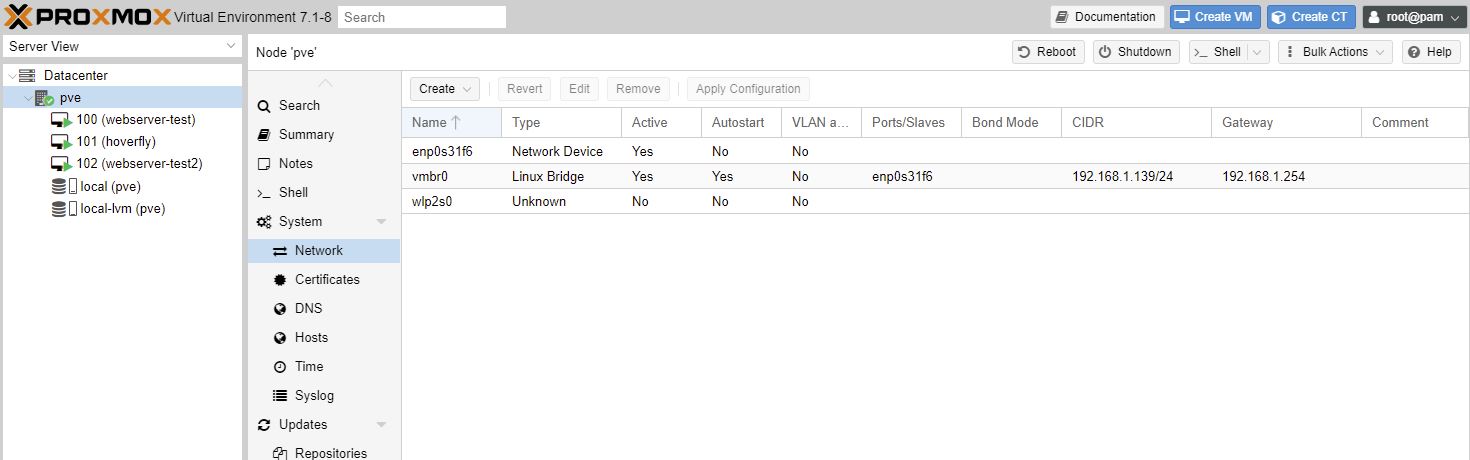 PROXMOX Virtual Environment 7.1-8 Search Documentation Create VM Create CT root@pam
Server View
Datacenter
pve
100 (webserver-test)
101 (hoverfly)
102 (webserver-test2)
local (pve)
local-lvm (pve)
Node 'pve' Reboot Shutdown >_ Shell Bulk Actions Help
Search
Summary
Notes
>_ Shell
System
Network
Certificates
DNS
Hosts
Time
Syslog
Updates
Repositories
Create Revert Edit Remove Apply Configuration
Name Type Active Autostart VLAN a... Ports/Slaves Bond Mode CIDR Gateway Comment
enp0s31f6 Network Device Yes No No
vmbr0 Linux Bridge Yes Yes No enp0s31f6 192.168.1.139/24 192.168.1.254
wlp2s0 Unknown No No No